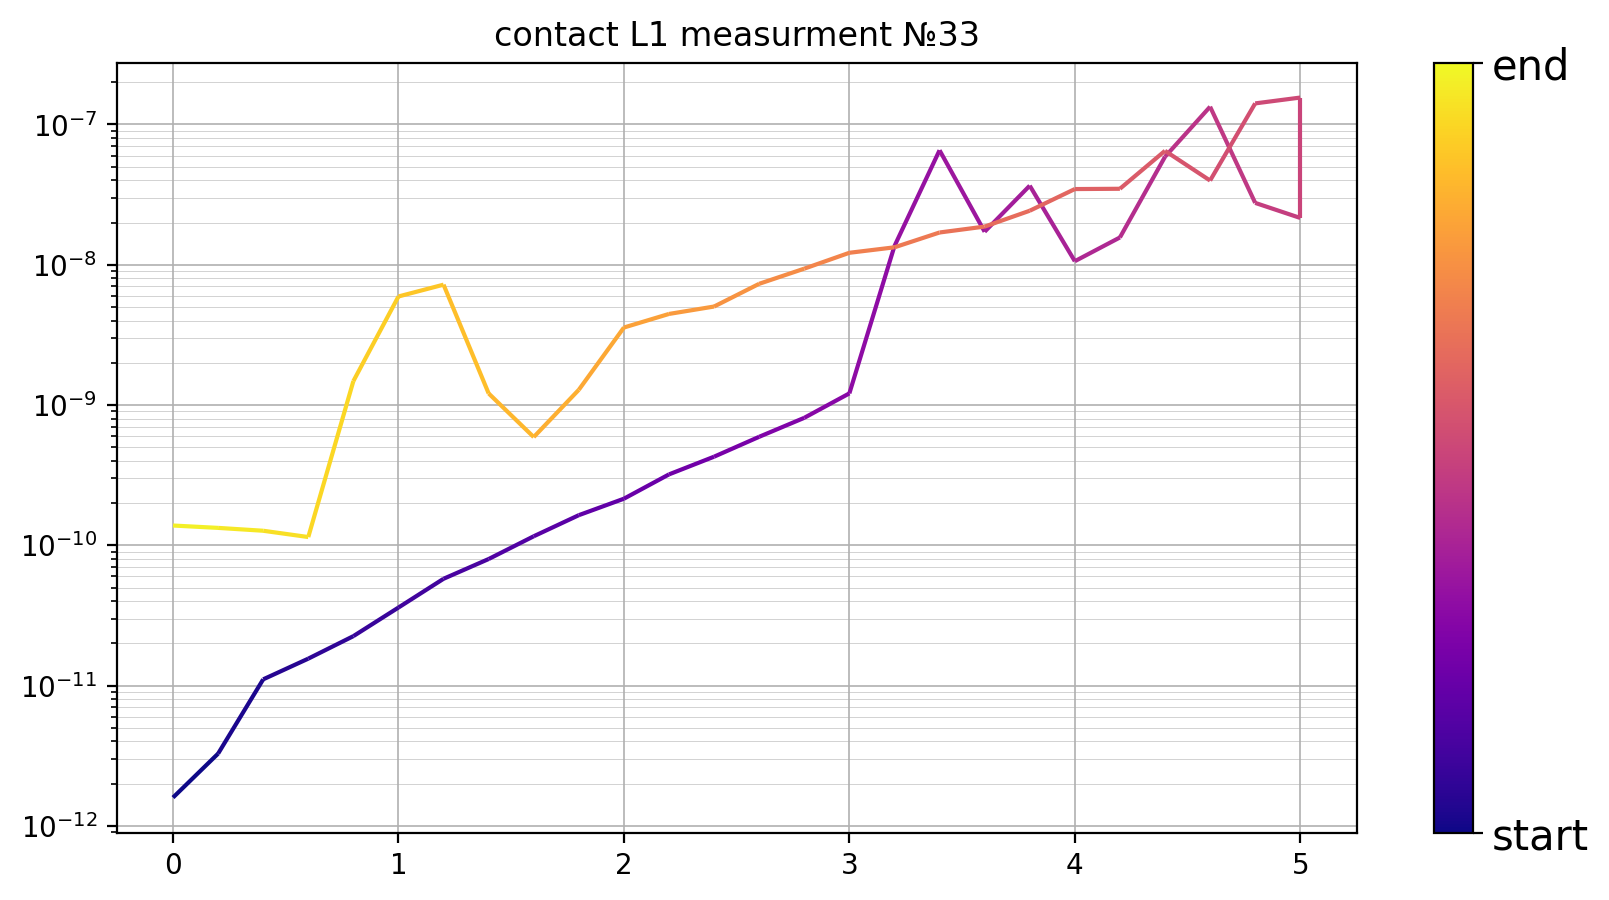 contact L1 measurment №33
10⁻⁷
10⁻⁸
10⁻⁹
10⁻¹⁰
10⁻¹¹
10⁻¹²
0 1 2 3 4 5
end
start